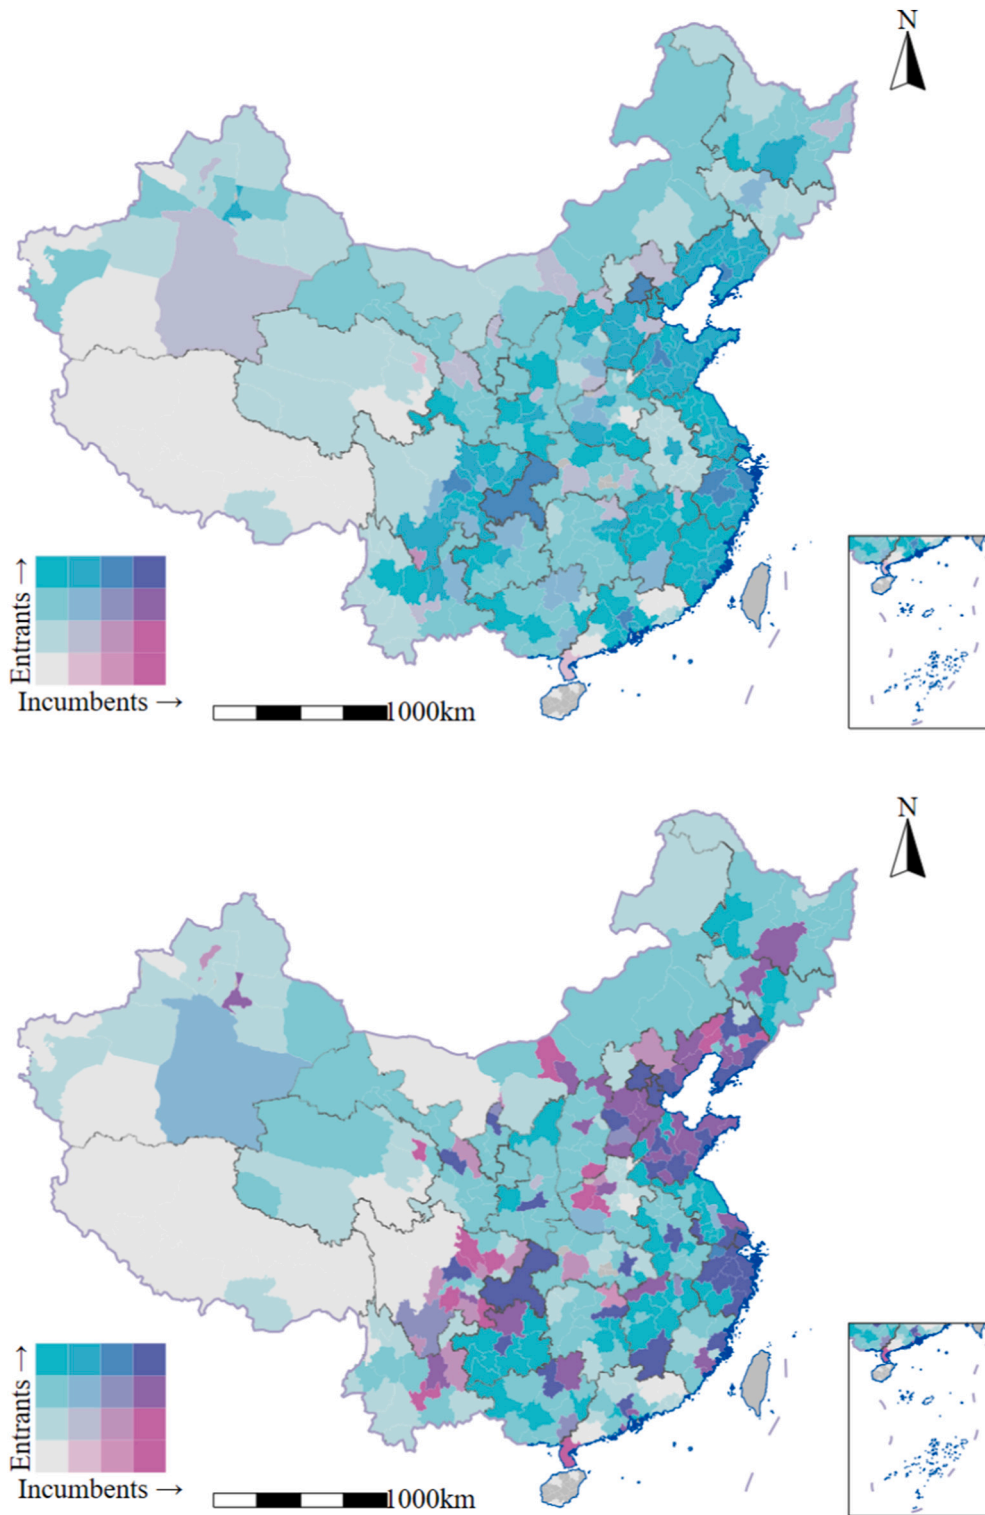 N
Entrants →
Incumbents →
1000km
N
Entrants →
Incumbents →
1000km